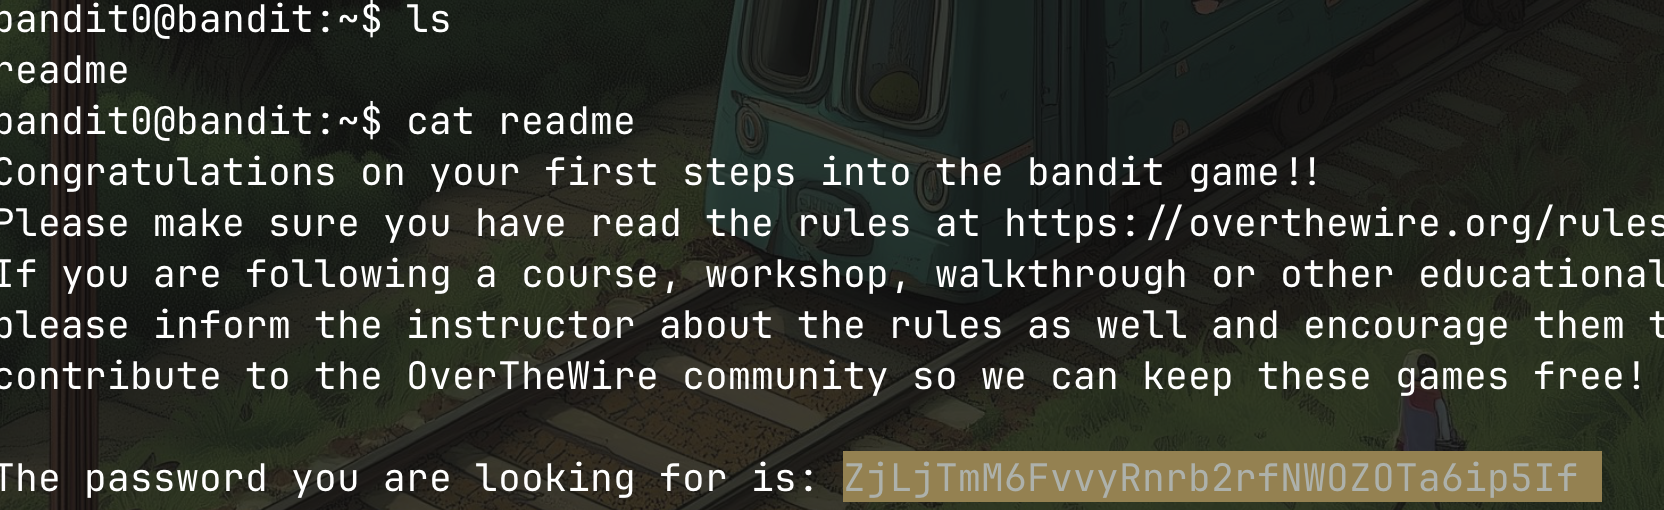 bandit0@bandit:~$ ls
readme
bandit0@bandit:~$ cat readme
Congratulations on your first steps into the bandit game!!
Please make sure you have read the rules at https://overthewire.org/rules
If you are following a course, workshop, walkthrough or other educational
please inform the instructor about the rules as well and encourage them t
contribute to the OverTheWire community so we can keep these games free!

The password you are looking for is: ZjLjTmM6FvvyRnrb2rfNWOZOTa6ip5If